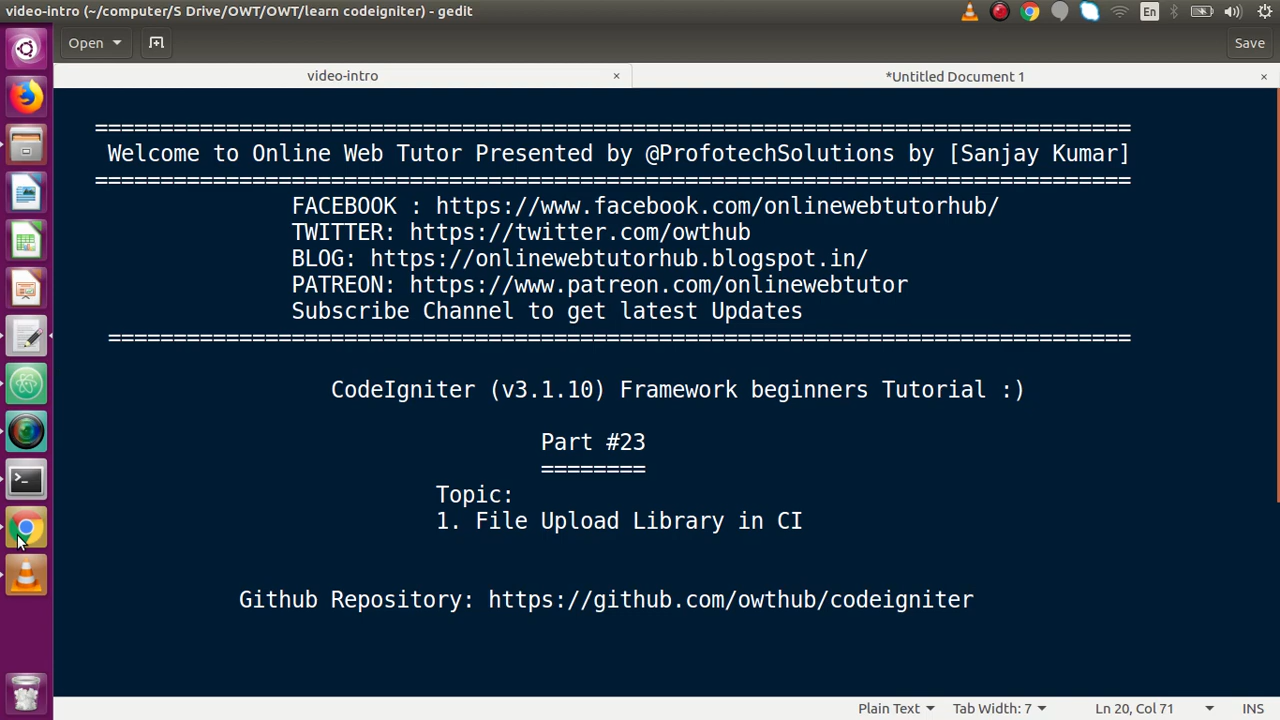 video-intro (~/computer/S Drive/OWT/OWT/learn codeigniter) - gedit
En
Open
Save
video-intro ×
*Untitled Document 1 ×
===============================================================================
Welcome to Online Web Tutor Presented by @ProfotechSolutions by [Sanjay Kumar]
===============================================================================
FACEBOOK : https://www.facebook.com/onlinewebtutorhub/
TWITTER: https://twitter.com/owthub
BLOG: https://onlinewebtutorhub.blogspot.in/
PATREON: https://www.patreon.com/onlinewebtutor
Subscribe Channel to get latest Updates
==============================================================================
CodeIgniter (v3.1.10) Framework beginners Tutorial :)
Part #23
========
Topic:
1. File Upload Library in CI
Github Repository: https://github.com/owthub/codeigniter
Plain Text
Tab Width: 7
Ln 20, Col 71
INS